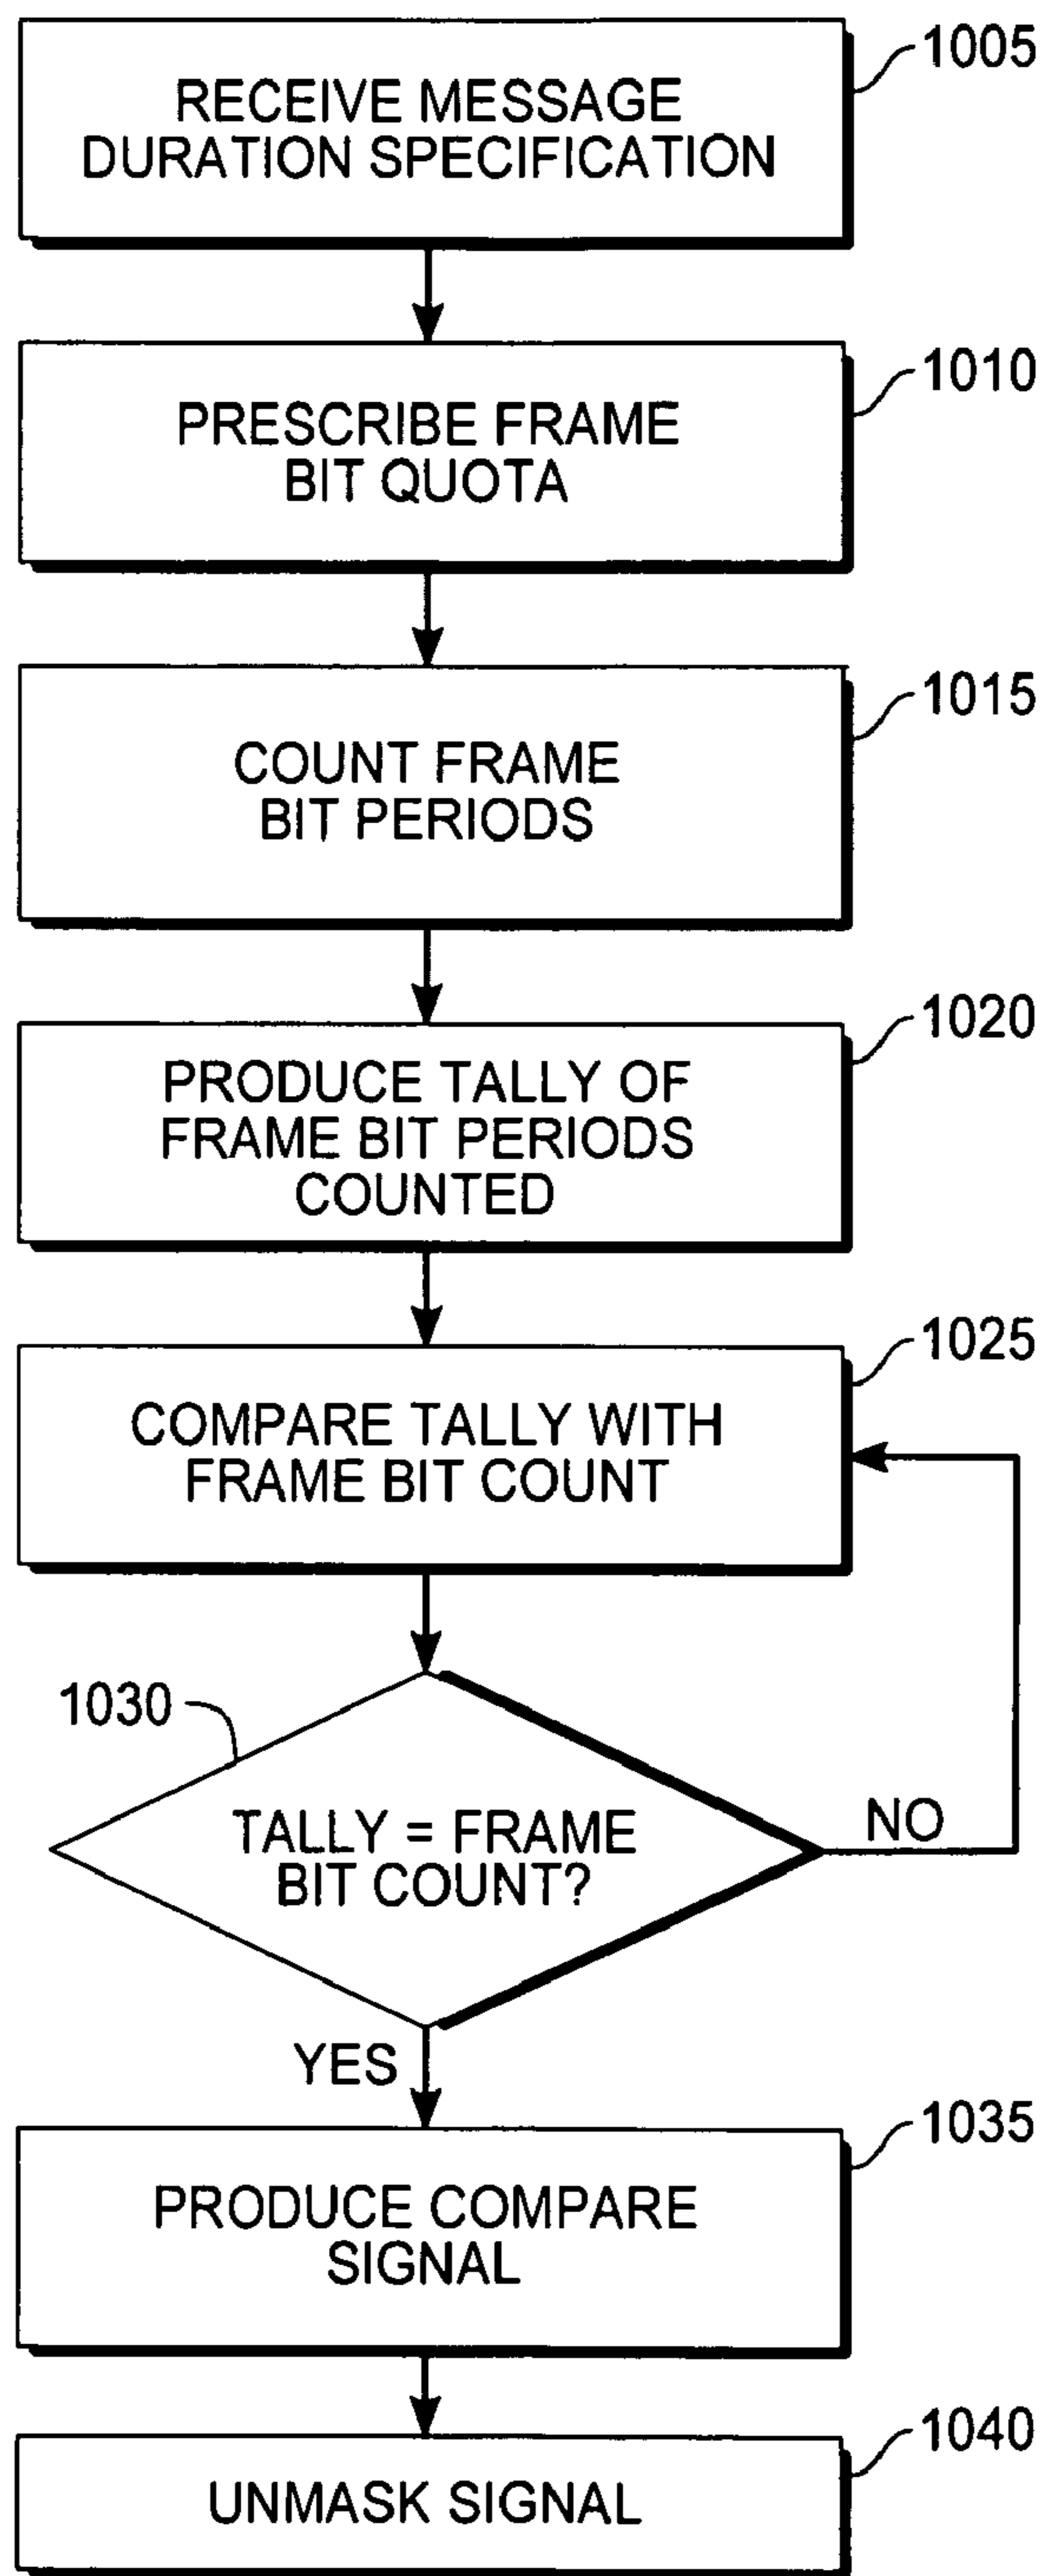 1005
RECEIVE MESSAGE
DURATION SPECIFICATION
1010
PRESCRIBE FRAME
BIT QUOTA
1015
COUNT FRAME
BIT PERIODS
1020
PRODUCE TALLY OF
FRAME BIT PERIODS
COUNTED
1025
COMPARE TALLY WITH
FRAME BIT COUNT
1030
TALLY = FRAME
BIT COUNT?
NO
YES
1035
PRODUCE COMPARE
SIGNAL
1040
UNMASK SIGNAL